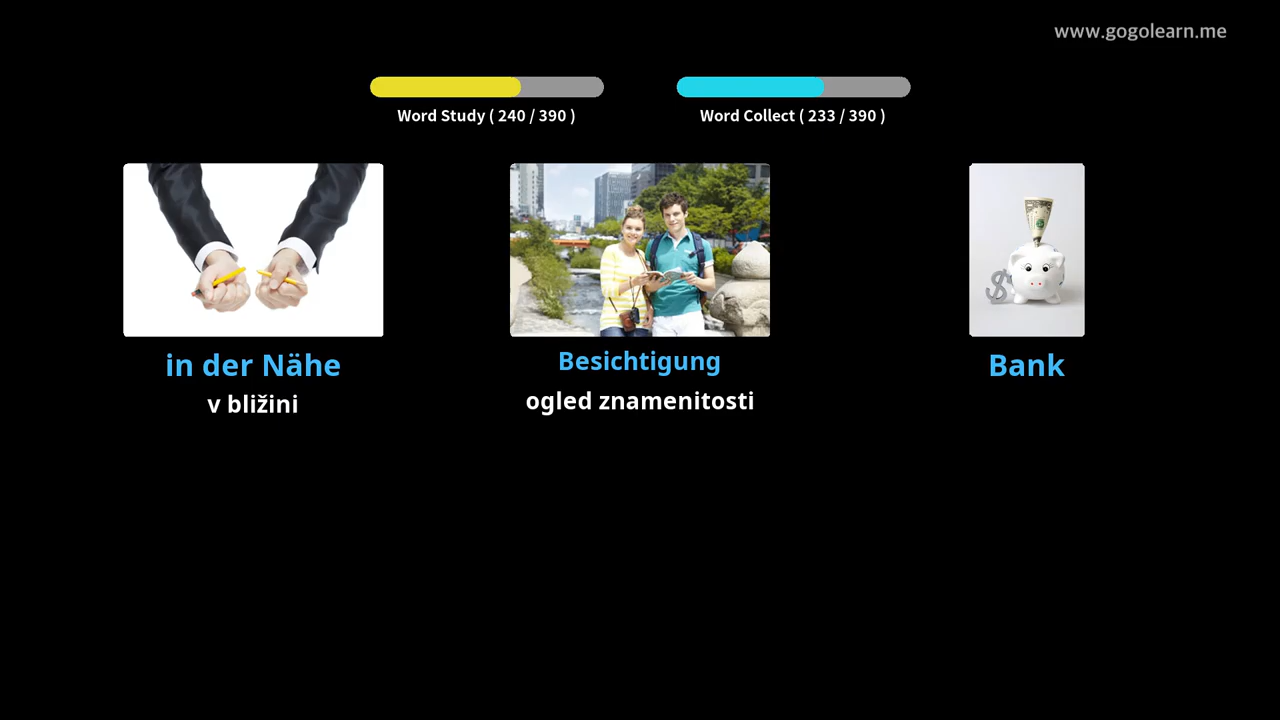 www.gogolearn.me
Word Study ( 240 / 390 )
Word Collect ( 233 / 390 )
in der Nähe
v bližini
Besichtigung
ogled znamenitosti
Bank